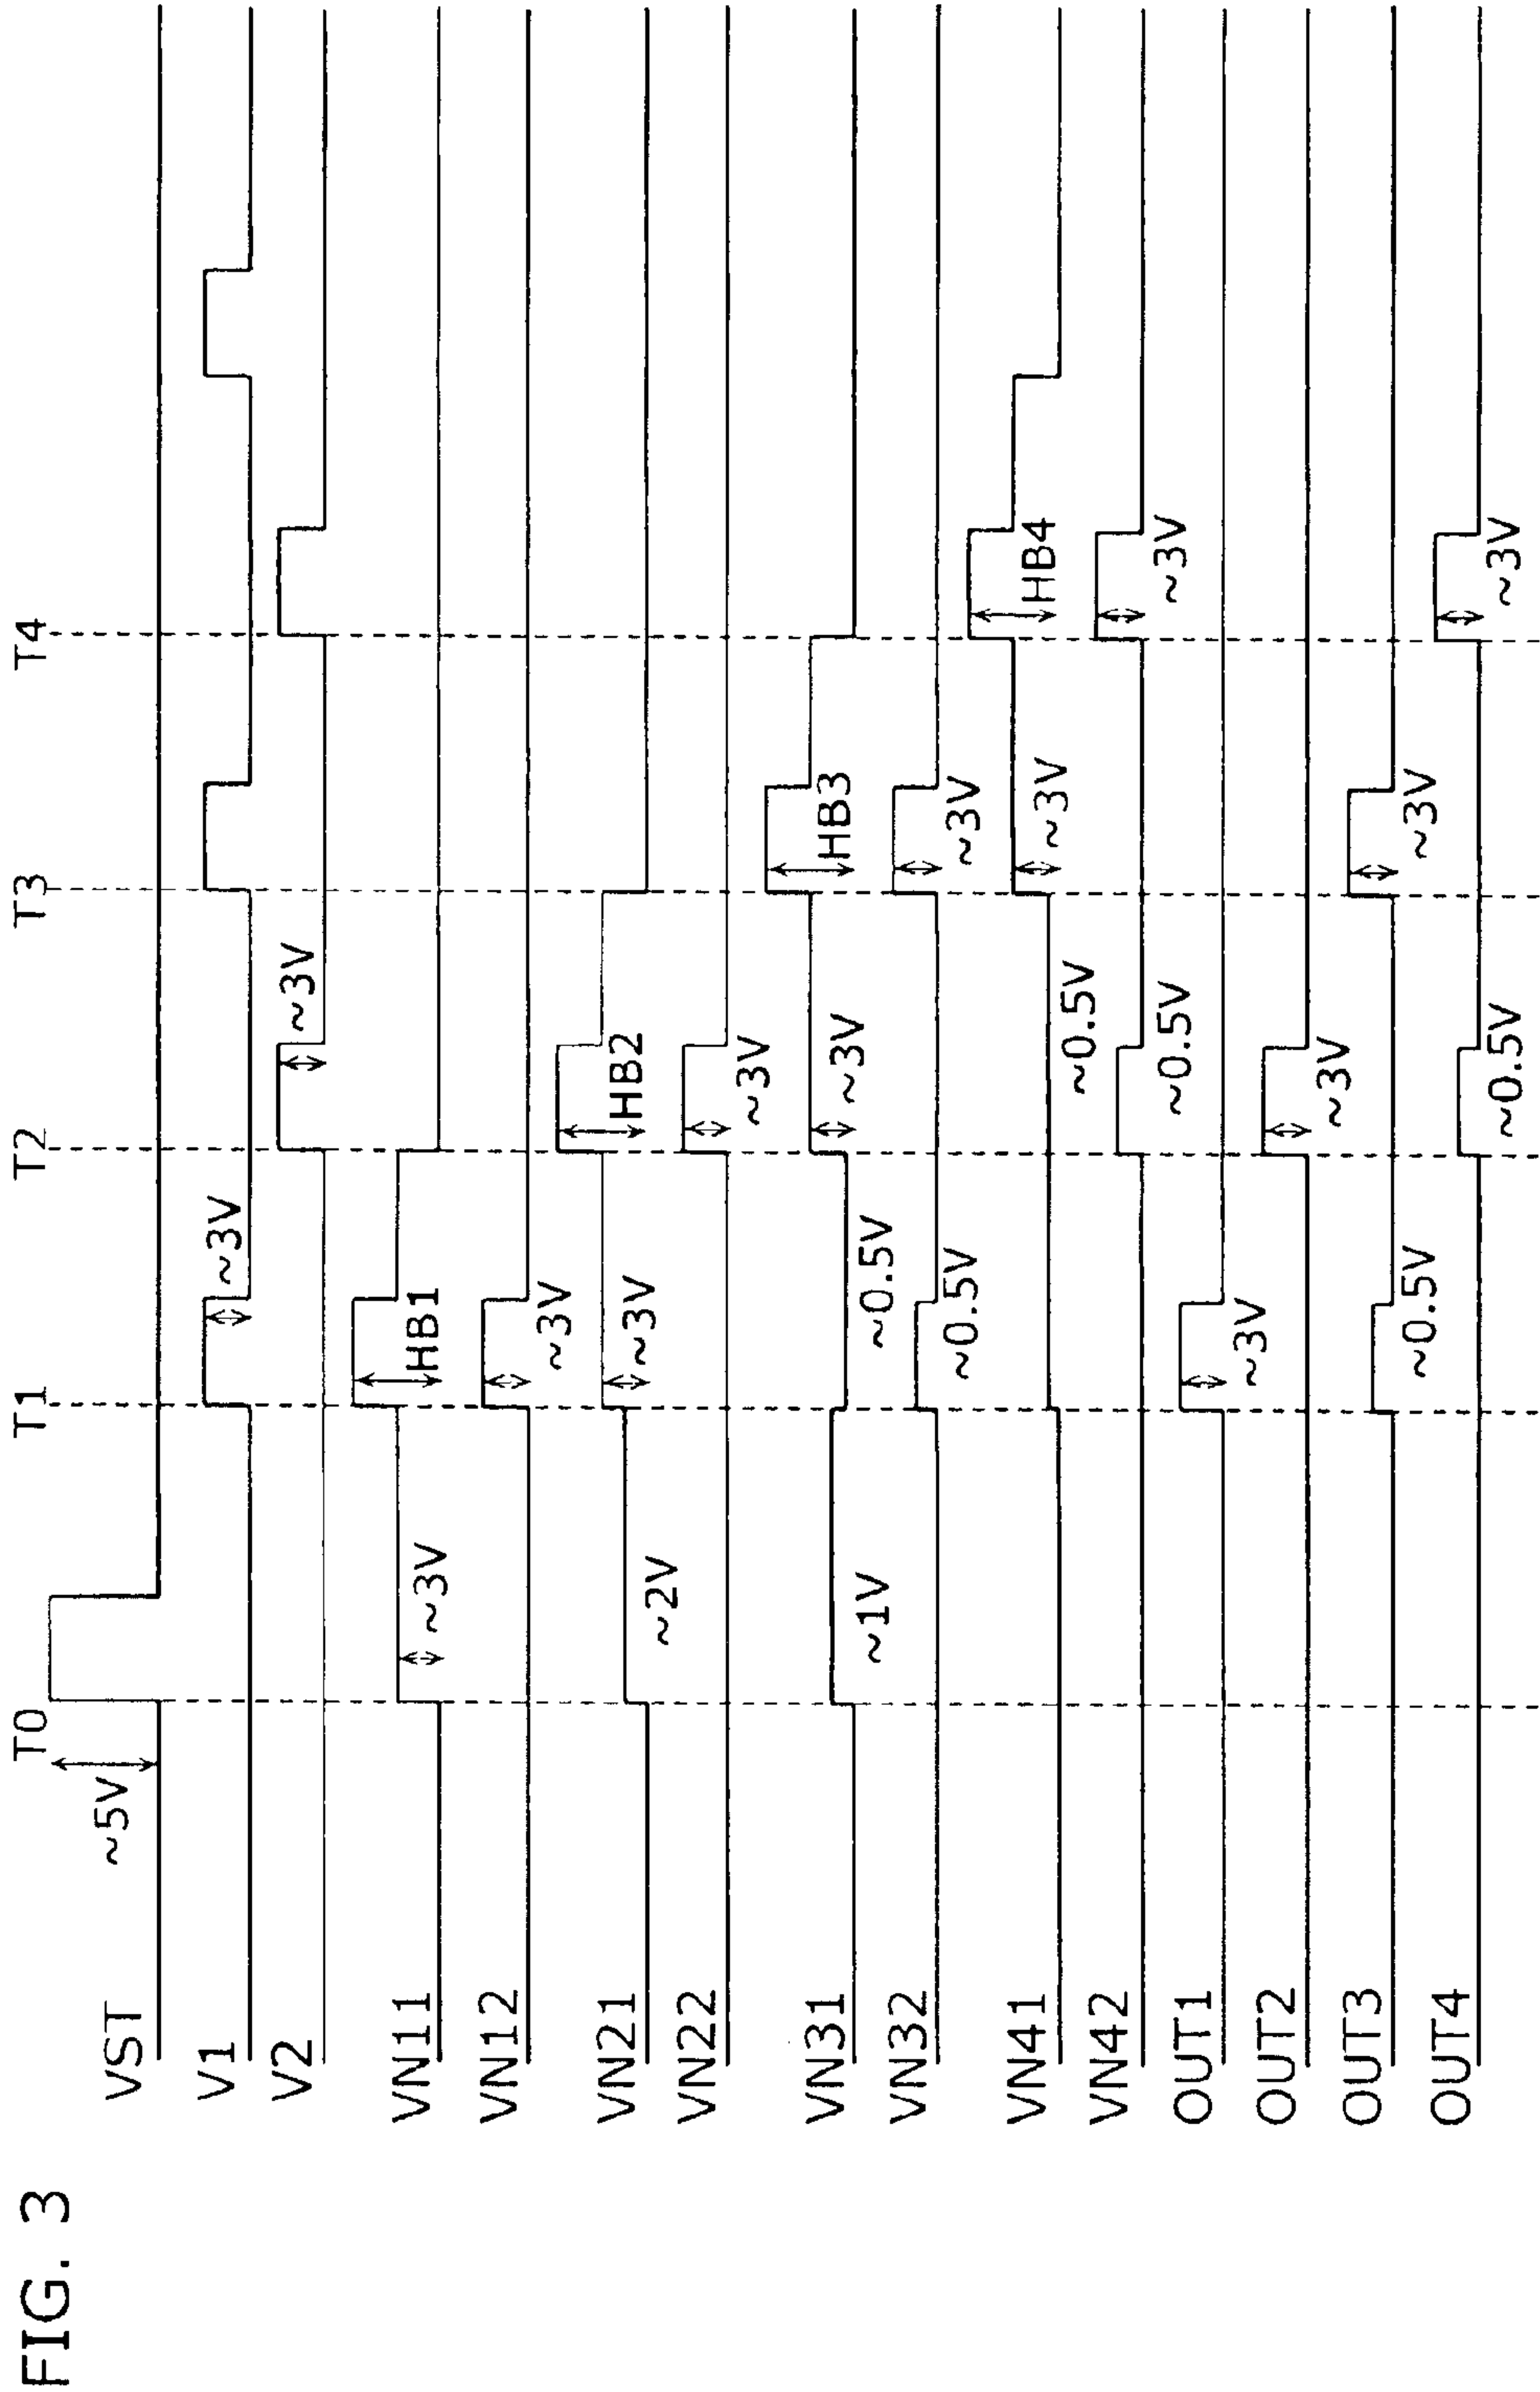 FIG. 3
T0 T1 T2 T3 T4
VST ~5V
V1 ~3V
V2 ~3V
VN11 ~3V HB1
VN12 ~3V
VN21 ~2V ~3V HB2
VN22 ~3V
VN31 ~1V ~0.5V ~3V HB3
VN32 ~0.5V ~3V
VN41 ~0.5V ~3V HB4
VN42 ~0.5V ~3V
OUT1 ~3V
OUT2 ~3V
OUT3 ~0.5V ~3V
OUT4 ~0.5V ~3V